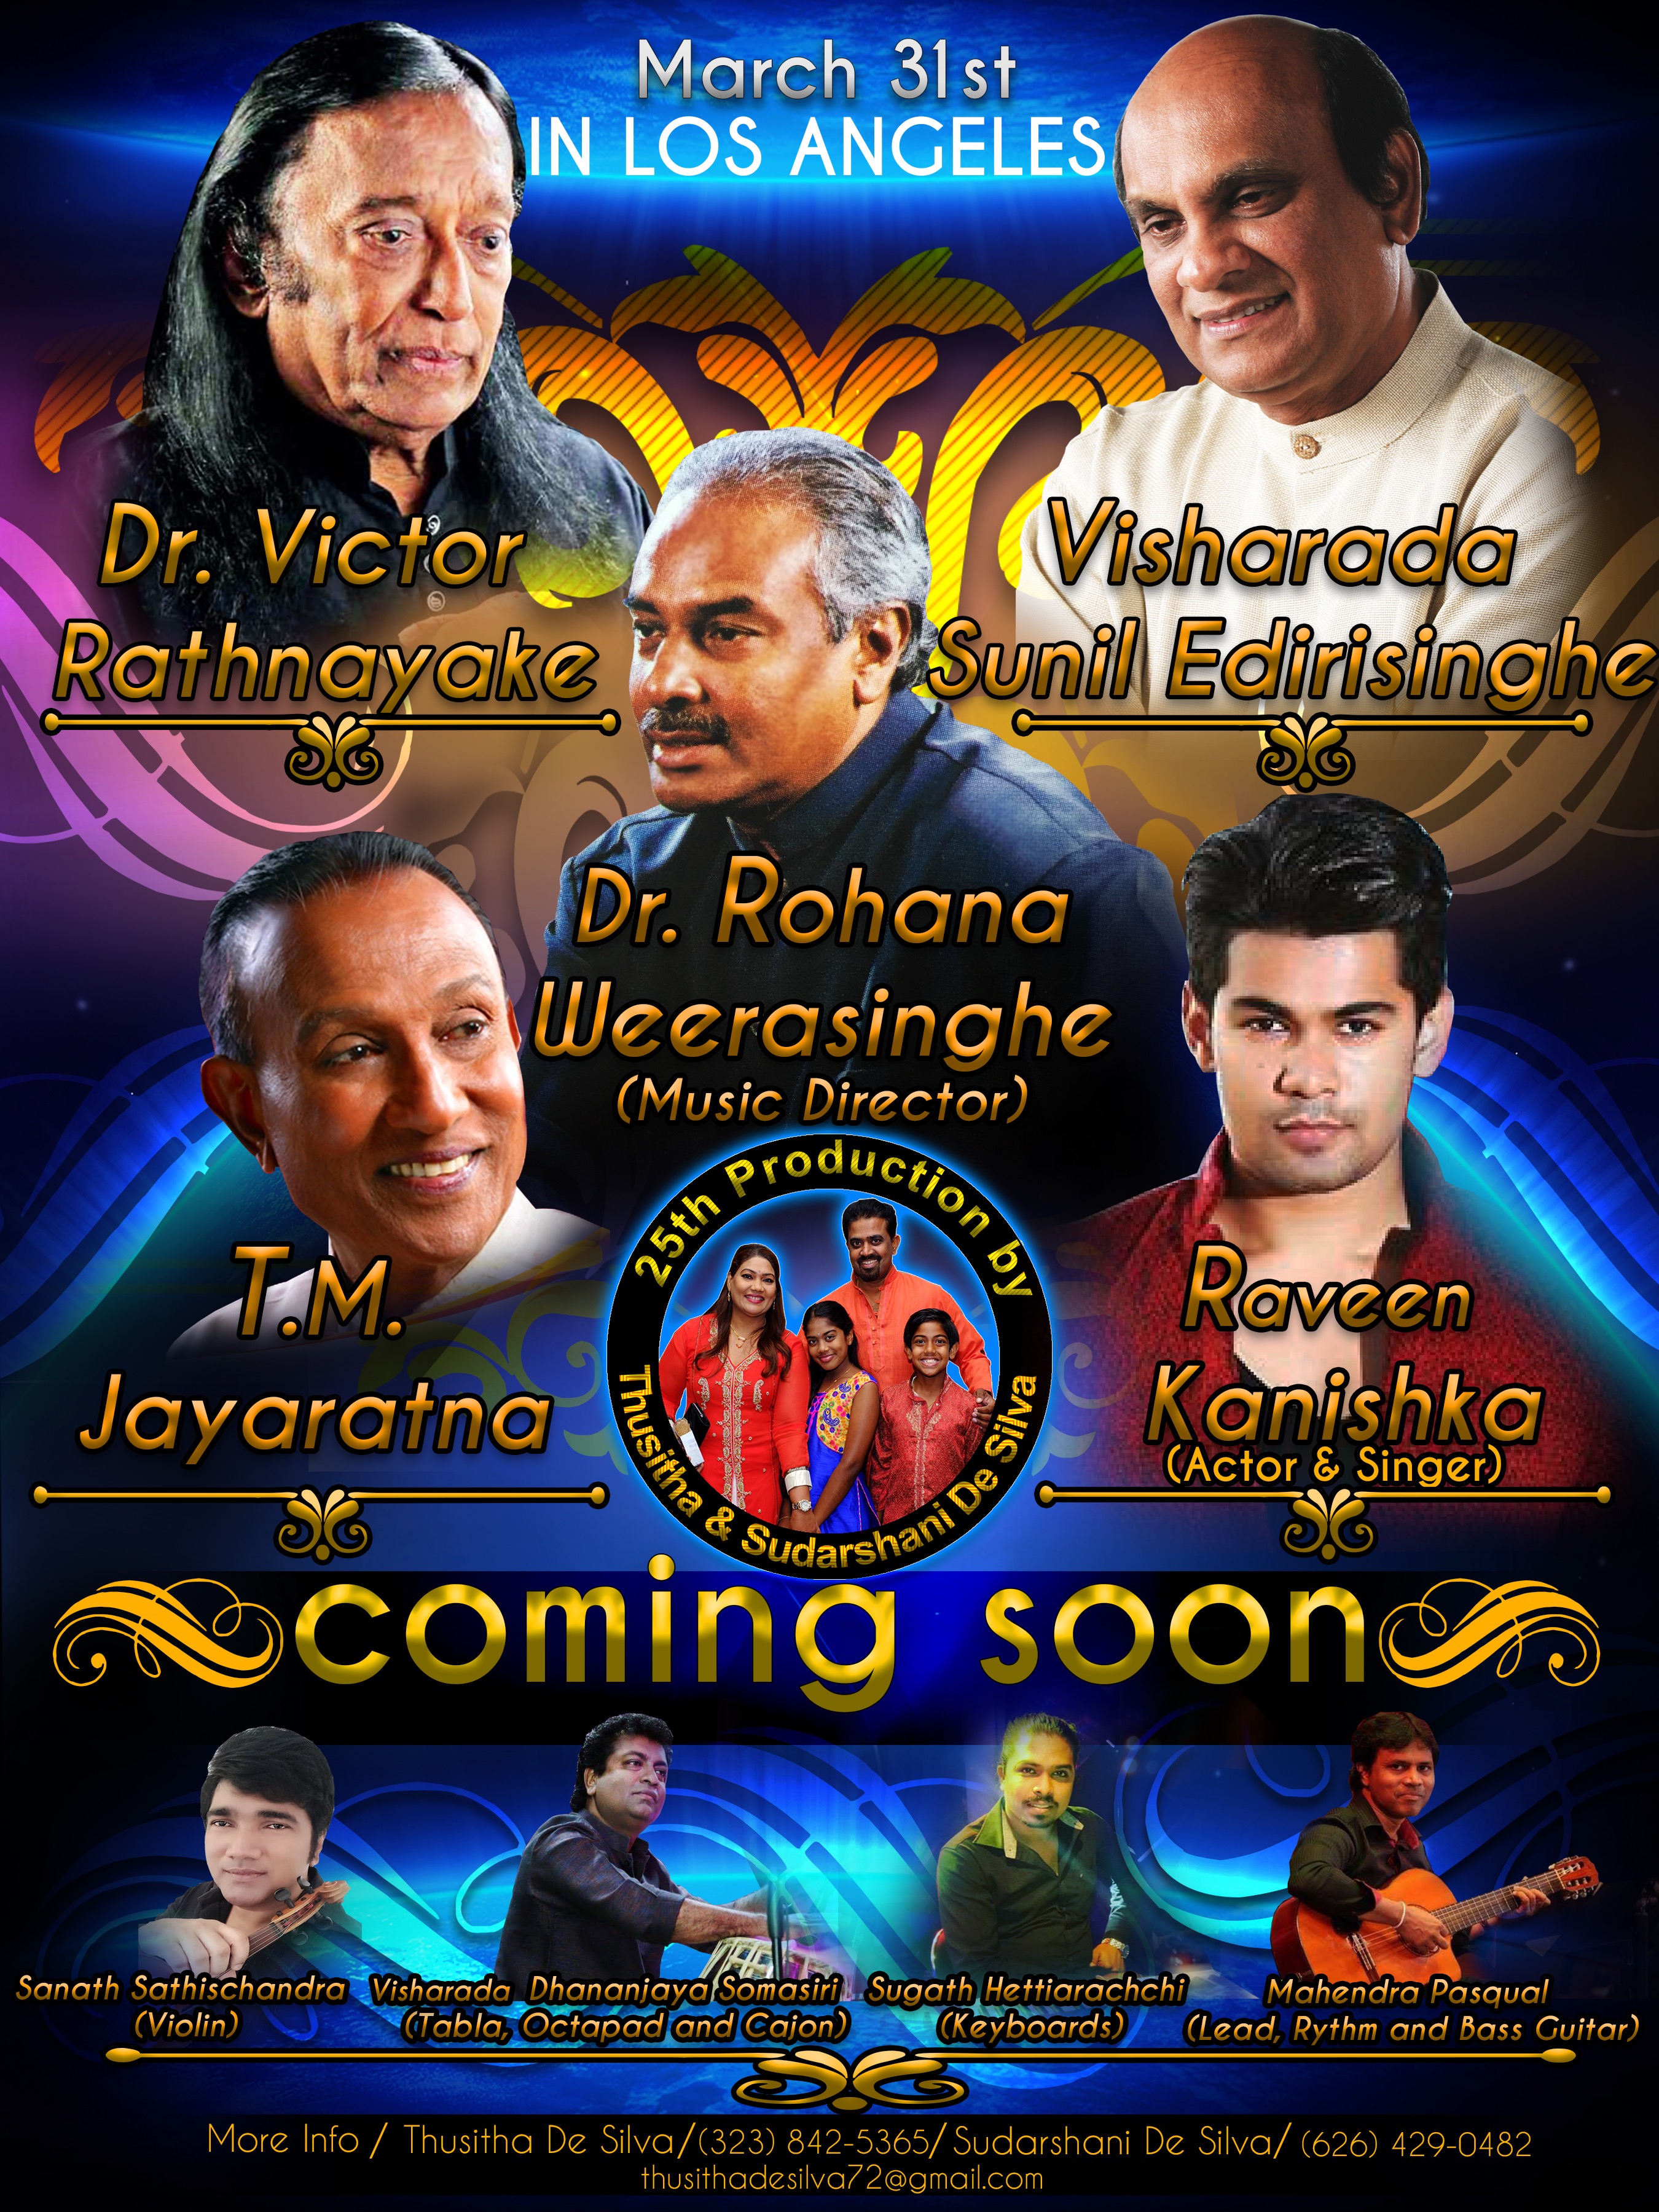 March 31st
IN LOS ANGELES
Dr. Victor
Rathnayake
Visharada
Sunil Edirisinghe
Dr. Rohana
Weerasinghe
(Music Director)
T.M.
Jayaratna
25th Production by
Thusitha & Sudarshani De Silva
Raveen
Kanishka
(Actor & Singer)
coming soon
Sanath Sathischandra
(Violin)
Visharada Dhananjaya Somasiri
(Tabla, Octapad and Cajon)
Sugath Hettiarachchi
(Keyboards)
Mahendra Pasqual
(Lead, Rythm and Bass Guitar)
More Info / Thusitha De Silva/(323) 842-5365/ Sudarshani De Silva/ (626) 429-0482
thusithadesilva72@gmail.com